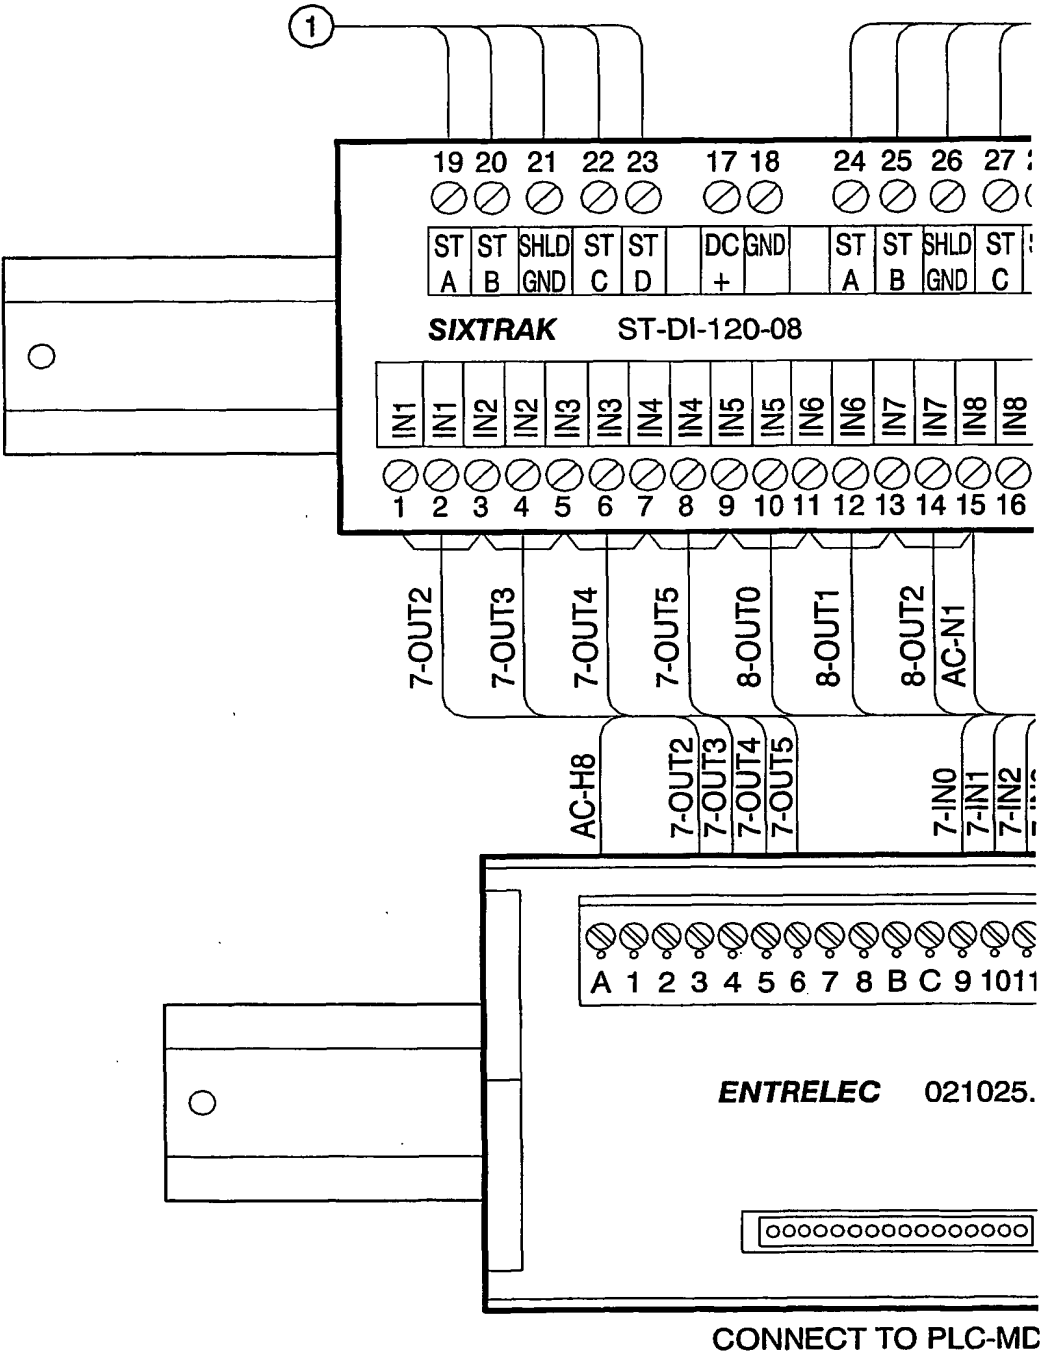 1
19 20 21 22 23 17 18 24 25 26 27
ST ST SHLD ST ST DC GND ST ST SHLD ST
A B GND C D + A B GND C
SIXTRAK ST-DI-120-08
IN1 IN1 IN2 IN2 IN3 IN3 IN4 IN4 IN5 IN5 IN6 IN6 IN7 IN7 IN8 IN8
1 2 3 4 5 6 7 8 9 10 11 12 13 14 15 16
7-OUT2 7-OUT3 7-OUT4 7-OUT5 8-OUT0 8-OUT1 8-OUT2 AC-N1
AC-H8 7-OUT2 7-OUT3 7-OUT4 7-OUT5 7-IN0 7-IN1 7-IN2
A 1 2 3 4 5 6 7 8 B C 9 10 11
ENTRELEC 021025.
CONNECT TO PLC-MD